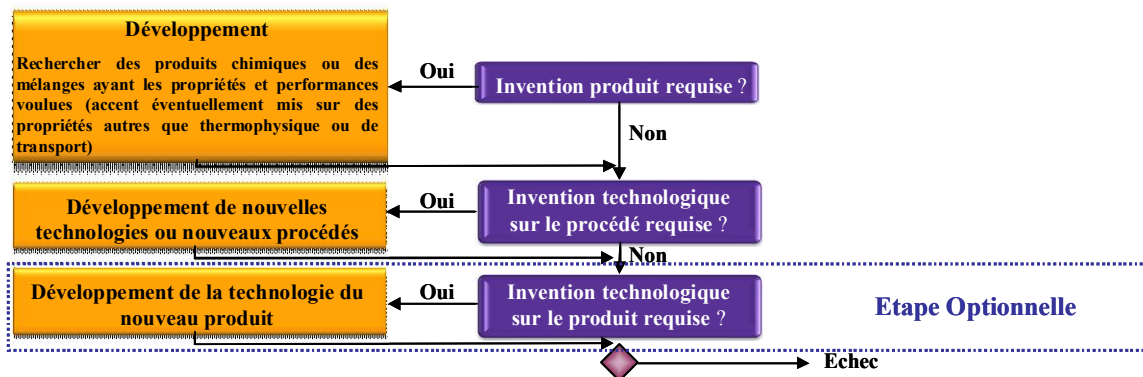 Développement
Rechercher des produits chimiques ou des
mélanges ayant les propriétés et performances
voulues (accent éventuellement mis sur des
propriétés autres que thermophysique ou de
transport)
Oui
Invention produit requise ?
Non
Développement de nouvelles
technologies ou nouveaux procédés
Oui
Invention technologique
sur le procédé requise ?
Non
Développement de la technologie du
nouveau produit
Oui
Invention technologique
sur le produit requise ?
Etape Optionnelle
Echec